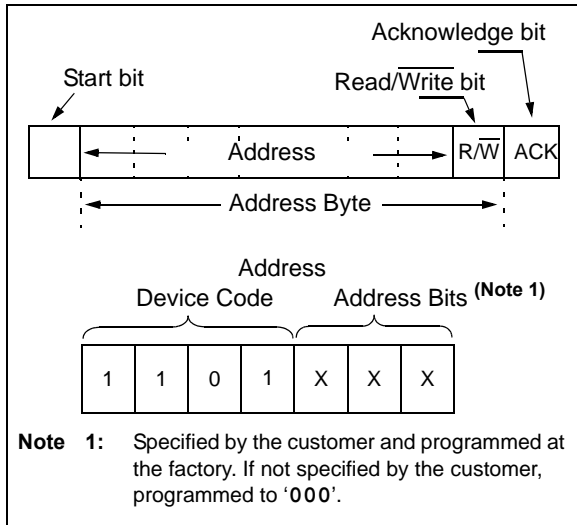 Acknowledge bit
Start bit
Read/Write bit
Address R/W ACK
Address Byte
Address
Device Code Address Bits (Note 1)
1 1 0 1 X X X
Note 1: Specified by the customer and programmed at
the factory. If not specified by the customer,
programmed to ‘000’.